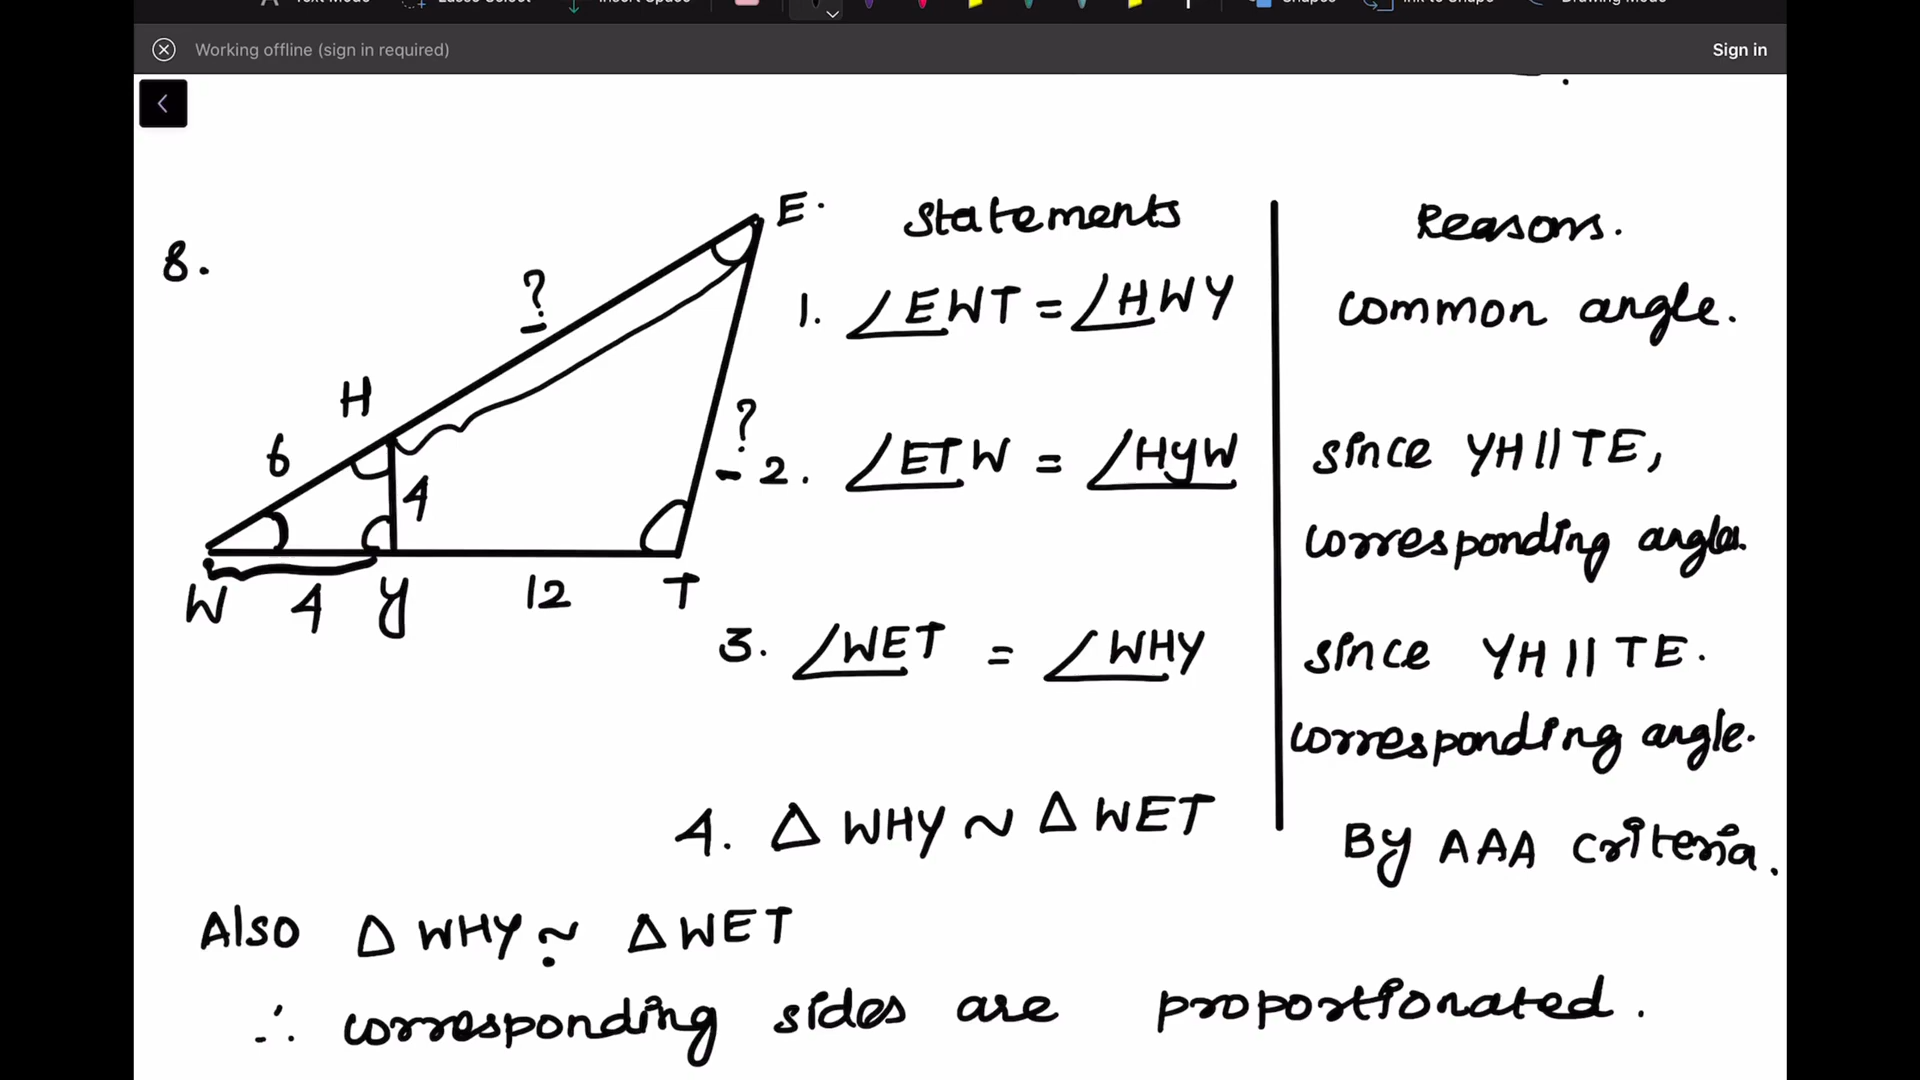 Working offline (sign in required)
Sign in
8.
E.
?
H
6
4
?
W
4
Y
12
T
Statements
Reasons.
1. ∠EWT = ∠HWY
common angle.
2. ∠ETW = ∠HYW
since YH || TE,
corresponding angle.
3. ∠WET = ∠WHY
since YH || TE.
corresponding angle.
4. △ WHY ~ △ WET
By AAA criteria.
Also △ WHY ~ △ WET
∴ corresponding sides are proportionated.